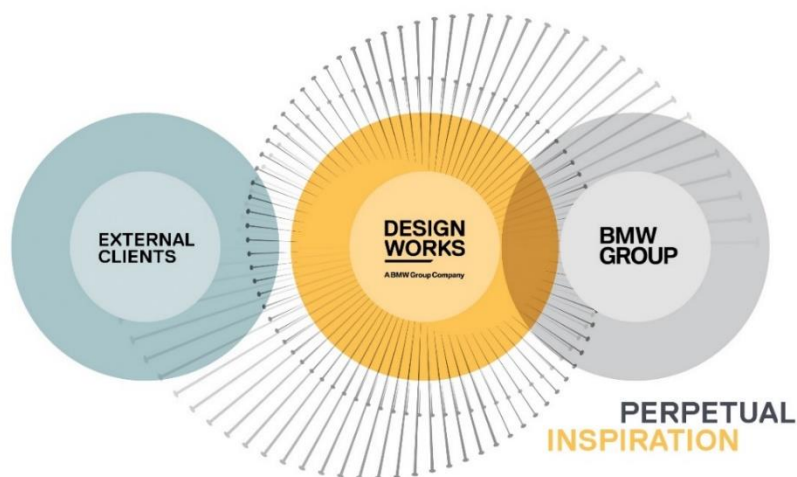 EXTERNAL
CLIENTS
DESIGN
WORKS
A BMW Group Company
BMW
GROUP
PERPETUAL
INSPIRATION